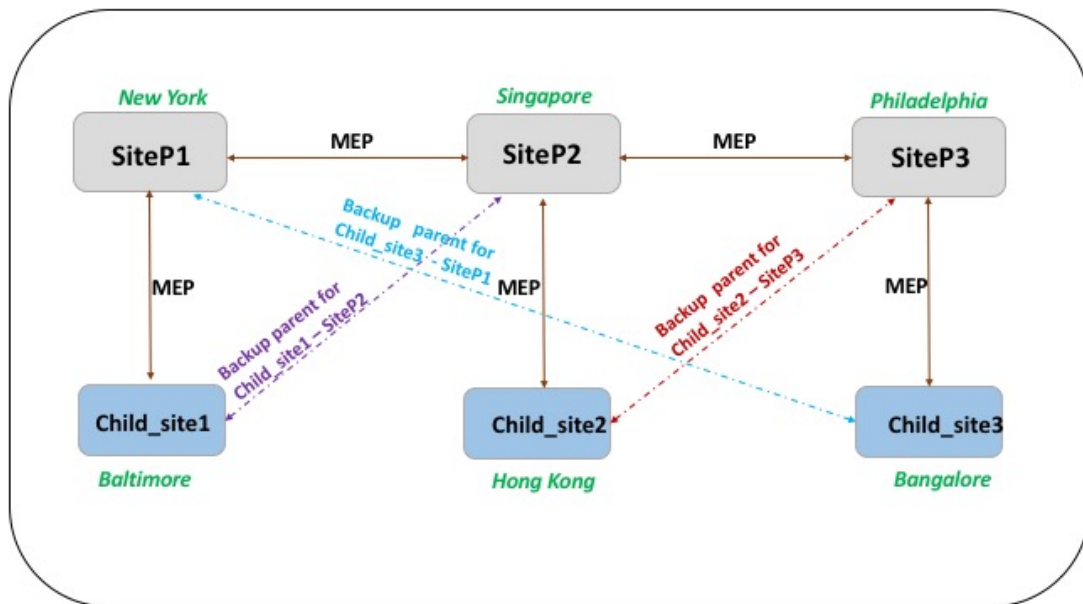 New York
Singapore
Philadelphia
SiteP1
MEP
SiteP2
MEP
SiteP3
Backup parent for
Child_site3 - SiteP1
Backup parent for
Child_site1 – SiteP2
Backup parent for
Child_site2 – SiteP3
MEP
MEP
MEP
Child_site1
Child_site2
Child_site3
Baltimore
Hong Kong
Bangalore